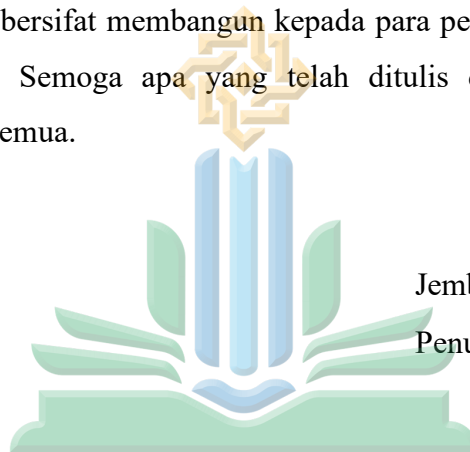 bersifat membangun kepada para pe
Semoga apa yang telah ditulis
emua.
Jemb
Penu